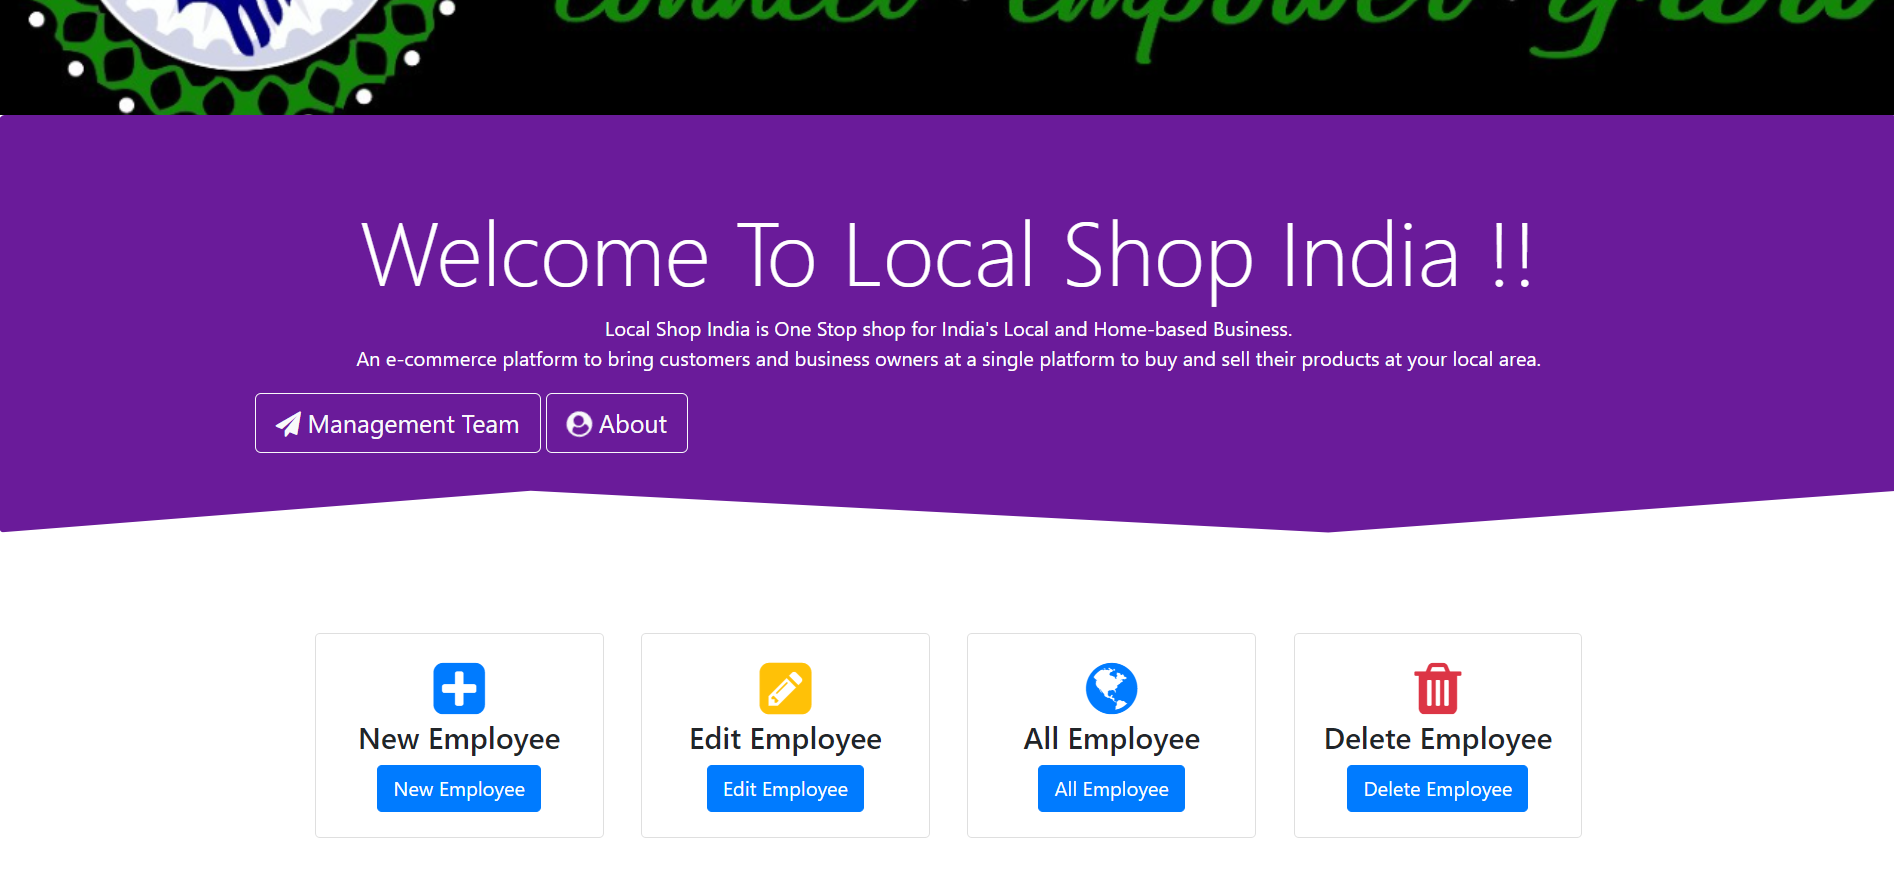 connect · empower · grow
Welcome To Local Shop India !!
Local Shop India is One Stop shop for India's Local and Home-based Business.
An e-commerce platform to bring customers and business owners at a single platform to buy and sell their products at your local area.
Management Team
About
New Employee
New Employee
Edit Employee
Edit Employee
All Employee
All Employee
Delete Employee
Delete Employee